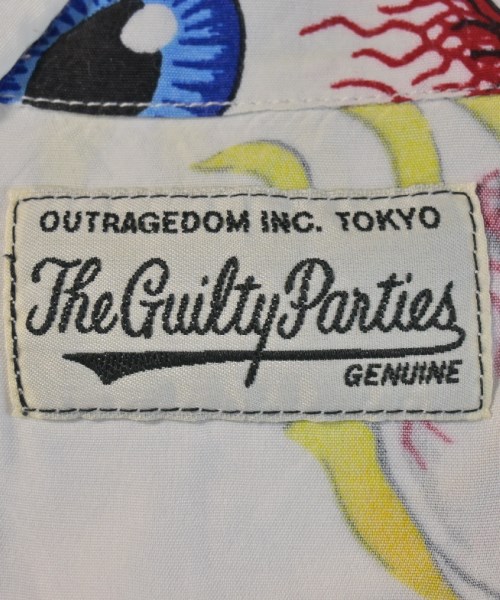 OUTRAGEDOM INC. TOKYO
The Guilty Parties
GENUINE